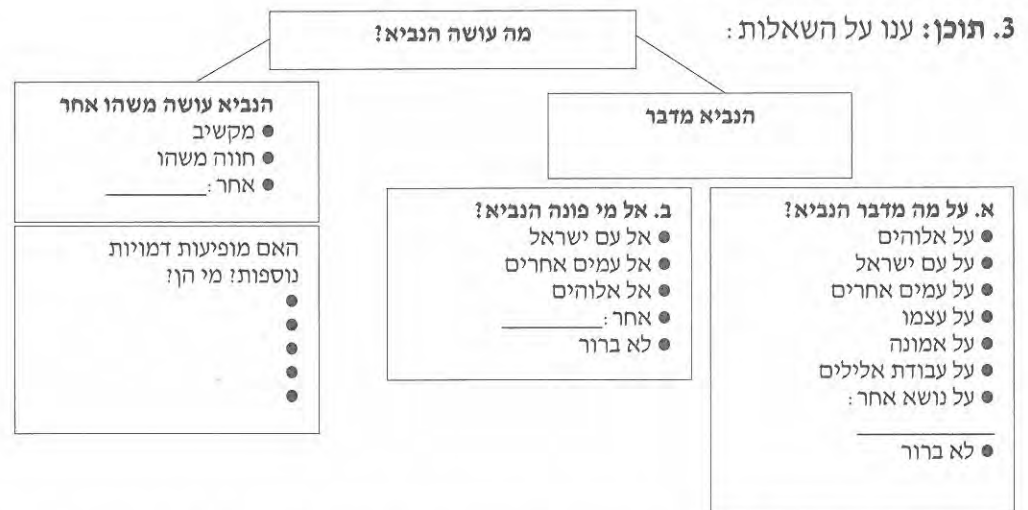 3. תוכן: ענו על השאלות:
מה עושה הנביא?
הנביא מדבר
א. על מה מדבר הנביא?
● על אלוהים
● על עם ישראל
● על עמים אחרים
● על עצמו
● על אמונה
● על עבודת אלילים
● על נושא אחר:
__________
● לא ברור
ב. אל מי פונה הנביא?
● אל עם ישראל
● אל עמים אחרים
● אל אלוהים
● אחר: __________
● לא ברור
הנביא עושה משהו אחר
● מקשיב
● חווה משהו
● אחר: __________
האם מופיעות דמויות
נוספות? מי הן?
●
●
●
●
●